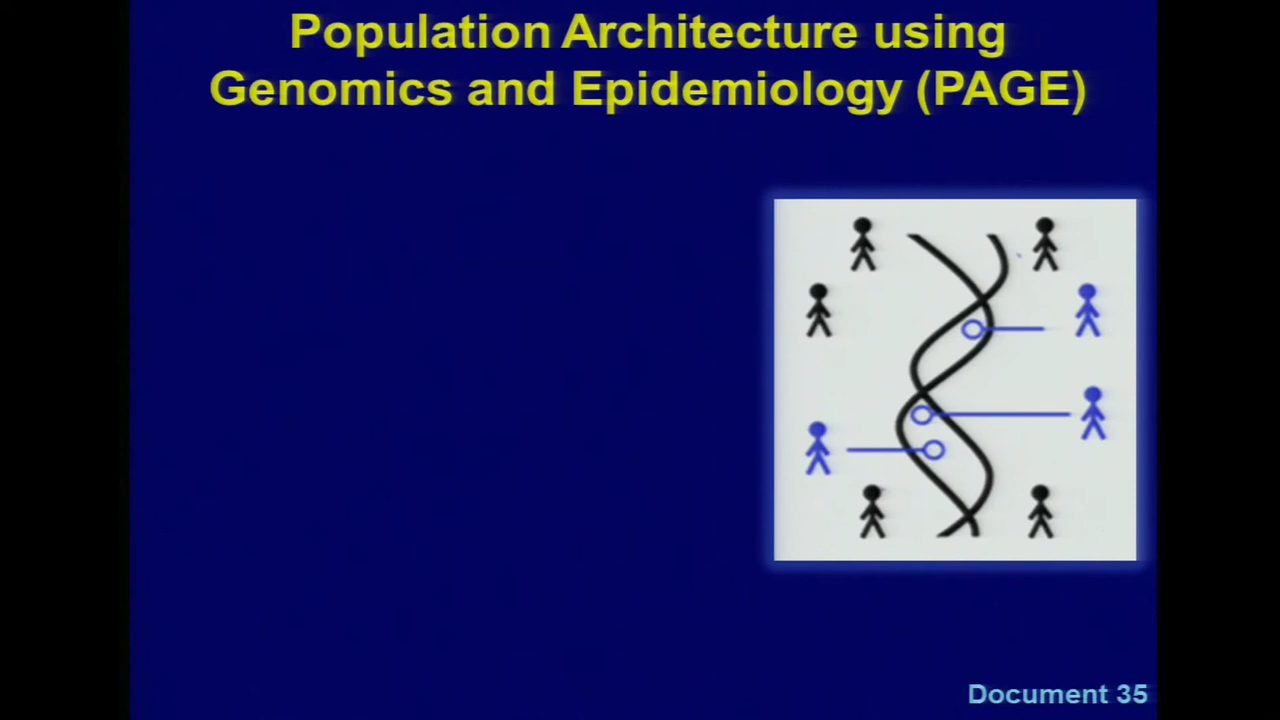 Population Architecture using
Genomics and Epidemiology (PAGE)
Document 35